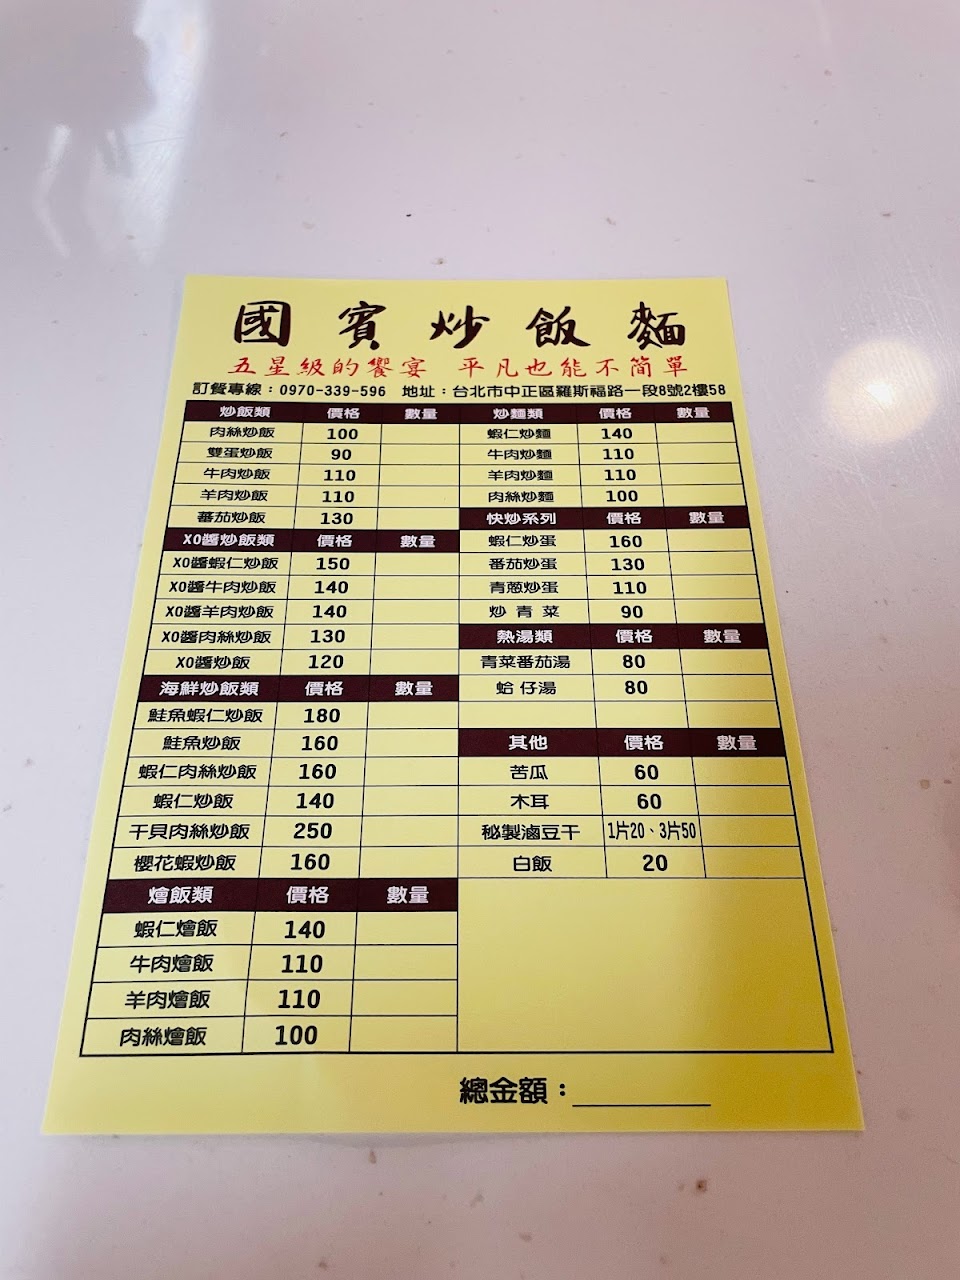 國賓炒飯麵
五星級的饗宴 平凡也能不簡單
訂餐專線：0970-339-596 地址：台北市中正區羅斯福路一段8號2樓58
炒飯類 價格 數量
肉絲炒飯 100
雙蛋炒飯 90
牛肉炒飯 110
羊肉炒飯 110
蕃茄炒飯 130
XO醬炒飯類 價格 數量
XO醬蝦仁炒飯 150
XO醬牛肉炒飯 140
XO醬羊肉炒飯 140
XO醬肉絲炒飯 130
XO醬炒飯 120
海鮮炒飯類 價格 數量
鮭魚蝦仁炒飯 180
鮭魚炒飯 160
蝦仁肉絲炒飯 160
蝦仁炒飯 140
干貝肉絲炒飯 250
櫻花蝦炒飯 160
燴飯類 價格 數量
蝦仁燴飯 140
牛肉燴飯 110
羊肉燴飯 110
肉絲燴飯 100
炒麵類 價格 數量
蝦仁炒麵 140
牛肉炒麵 110
羊肉炒麵 110
肉絲炒麵 100
快炒系列 價格 數量
蝦仁炒蛋 160
番茄炒蛋 130
青蔥炒蛋 110
炒青菜 90
熱湯類 價格 數量
青菜番茄湯 80
蛤仔湯 80
其他 價格 數量
苦瓜 60
木耳 60
秘製滷豆干 1片20、3片50
白飯 20
總金額：